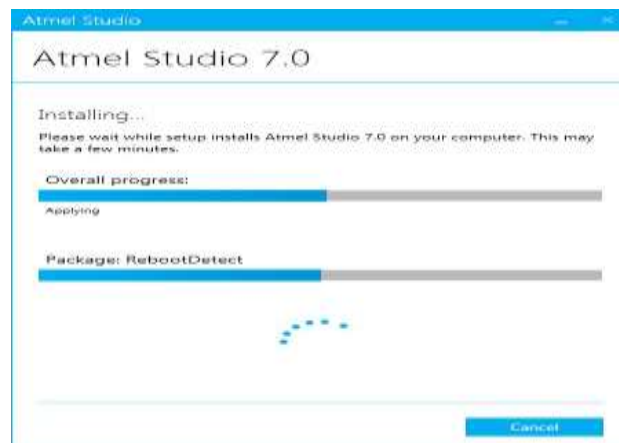 Atmel Studio
Atmel Studio 7.0
Installing...
Please wait while setup installs Atmel Studio 7.0 on your computer. This may
take a few minutes.
Overall progress:
Applying
Package: RebootDetect
Cancel